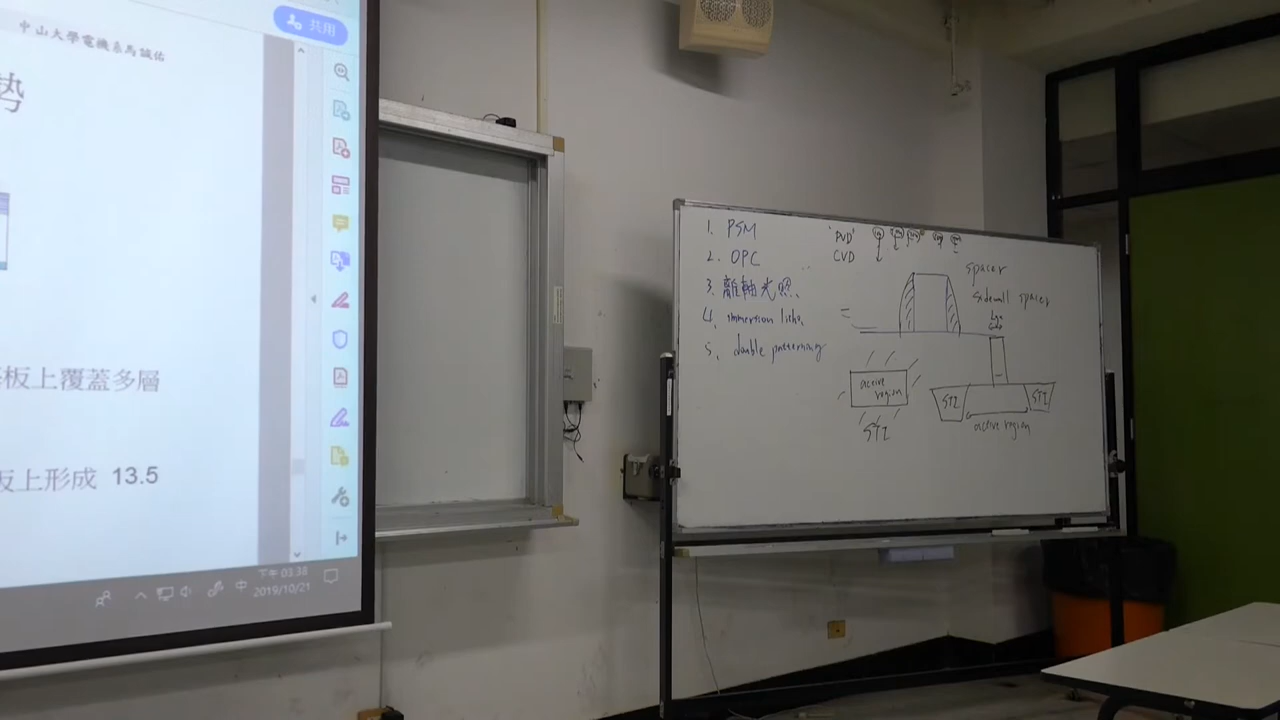 共用
中山大學電機系馬誠佑
势
板上覆蓋多層
板上形成 13.5
下午 03:38
中
2019/10/21
1. PSM
2. OPC
3. 離軸光照
4. immersion litho.
5. double patterning
PVD
CVD
spacer
sidewall spacer
active
region
STI
STI
STI
active region